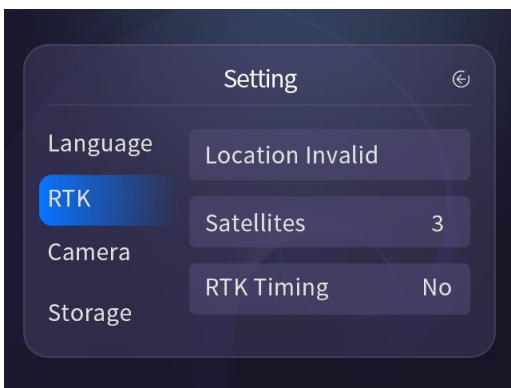 Setting
Language
RTK
Camera
Storage
Location Invalid
Satellites 3
RTK Timing No